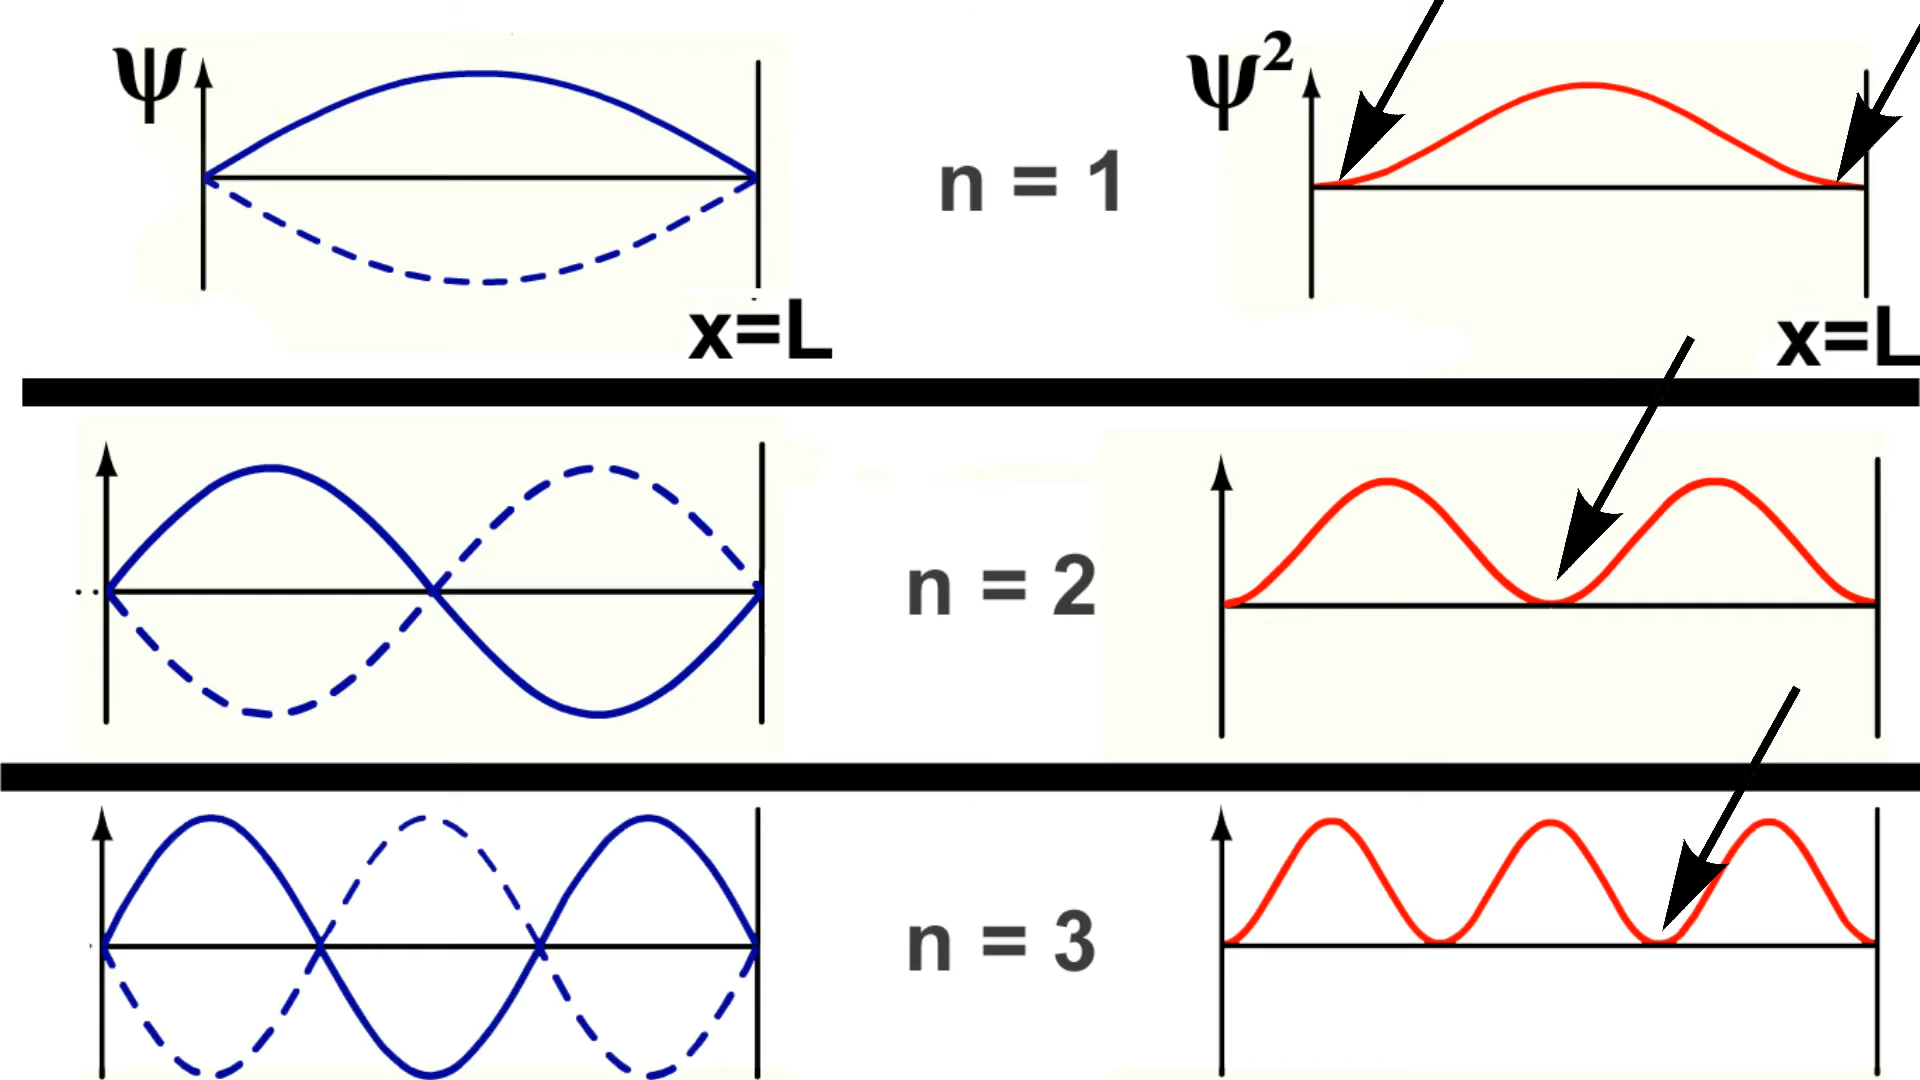 ψ
ψ²
n = 1
x=L
x=L
n = 2
n = 3